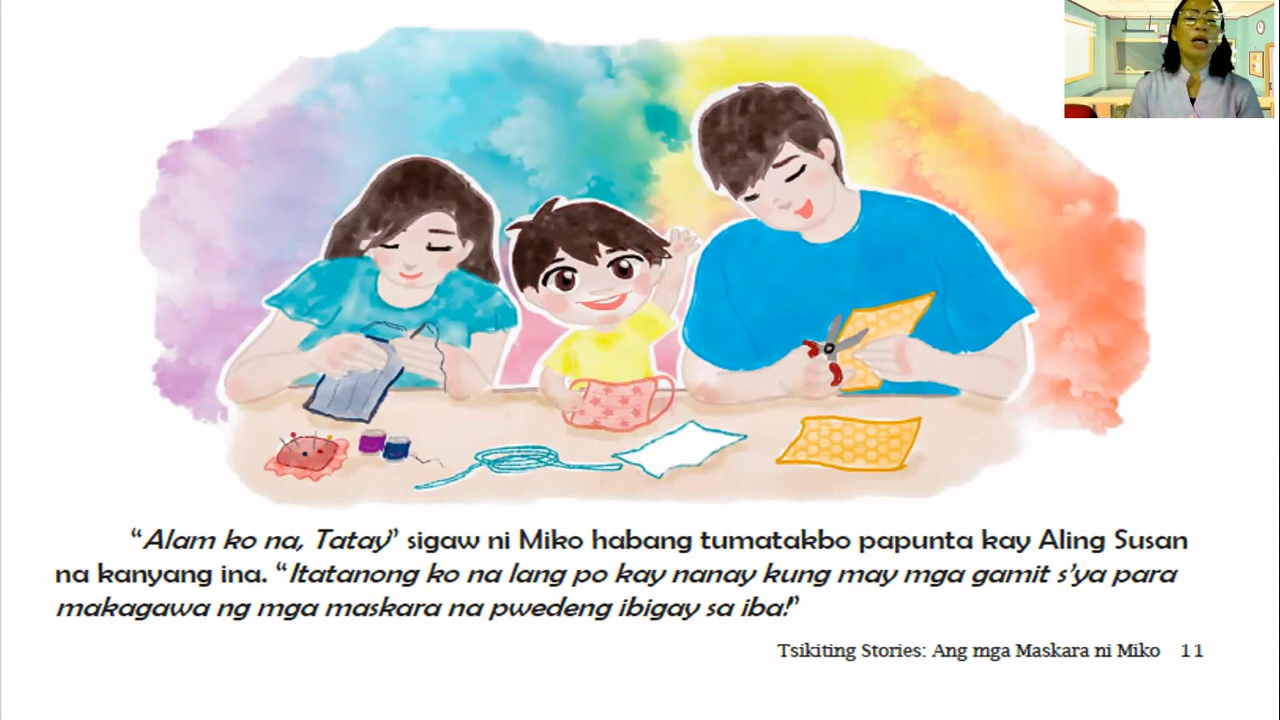 “Alam ko na, Tatay” sigaw ni Miko habang tumatakbo papunta kay Aling Susan
na kanyang ina. “Itatanong ko na lang po kay nanay kung may mga gamit s’ya para
makagawa ng mga maskara na pwedeng ibigay sa iba!”
Tsikiting Stories: Ang mga Maskara ni Miko 11